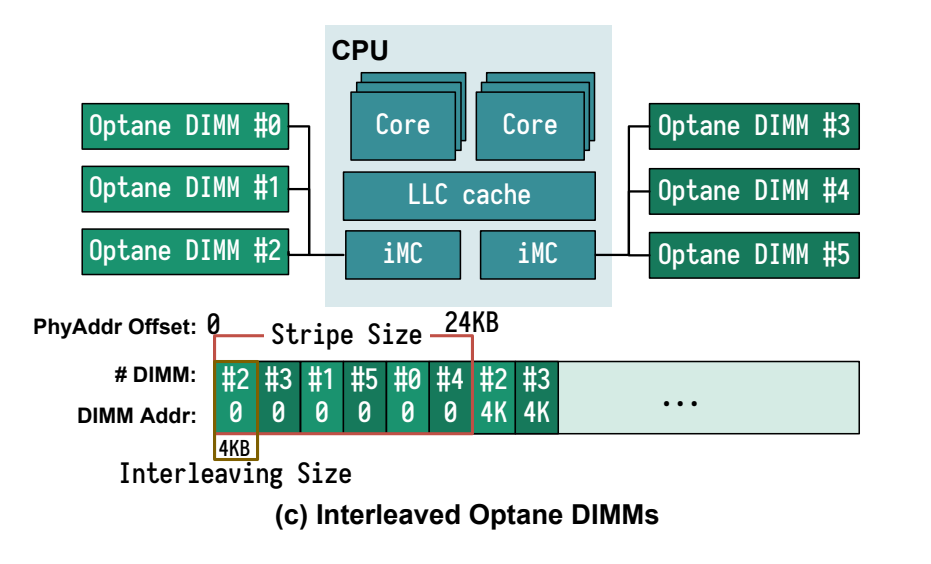 CPU
Optane DIMM #0
Core
Core
Optane DIMM #3
Optane DIMM #1
LLC cache
Optane DIMM #4
Optane DIMM #2
iMC
iMC
Optane DIMM #5
PhyAddr Offset: 0
Stripe Size
24KB
# DIMM: #2 #3 #1 #5 #0 #4 #2 #3
DIMM Addr: 0 0 0 0 0 0 4K 4K ...
4KB
Interleaving Size
(c) Interleaved Optane DIMMs